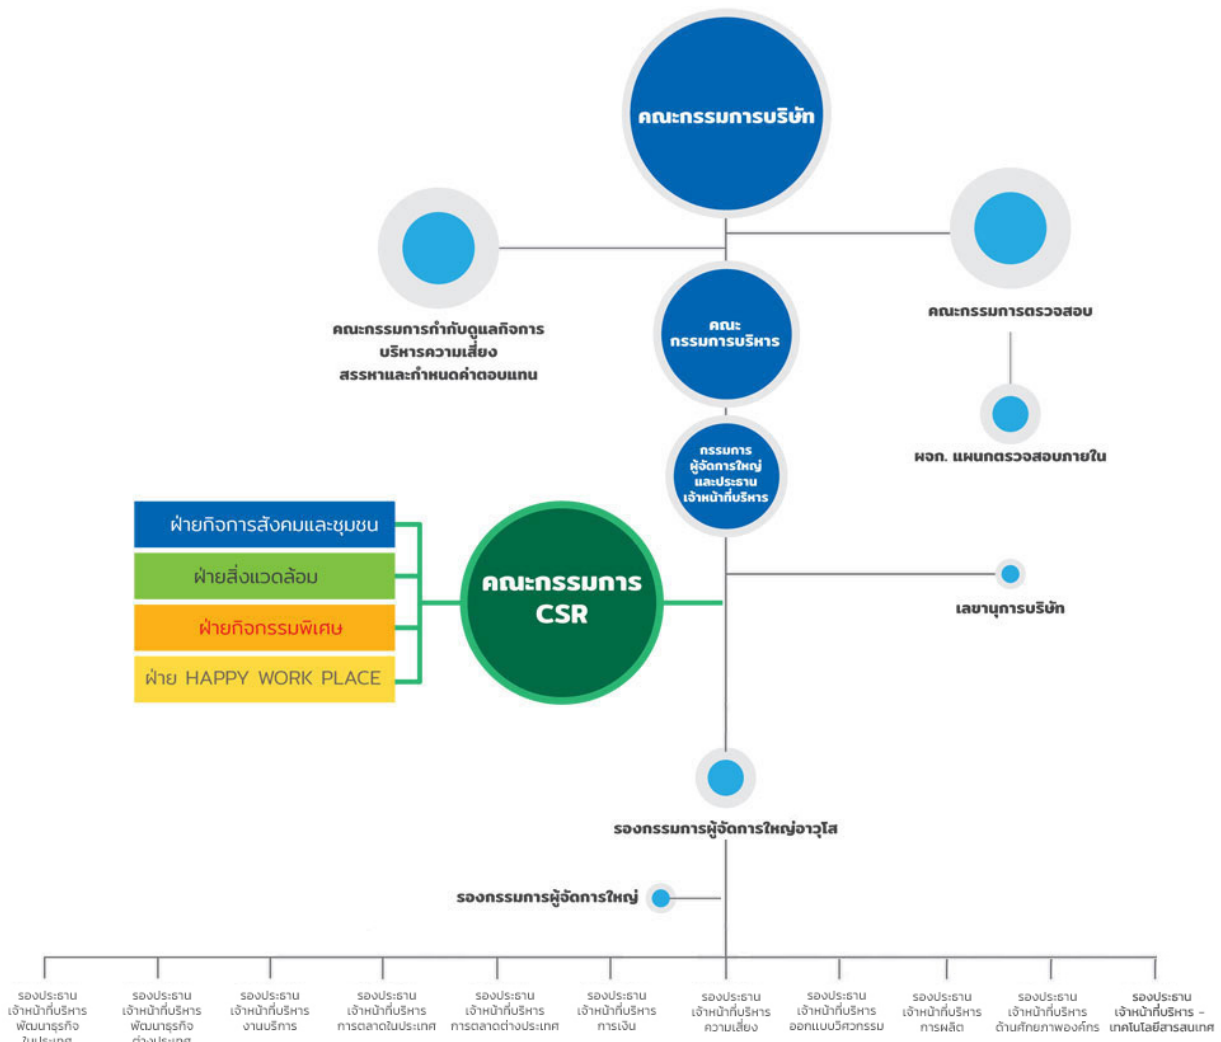 คณะกรรมการบริษัท
คณะกรรมการกำกับดูแลกิจการ
บริหารความเสี่ยง
สรรหาและกำหนดค่าตอบแทน
คณะ
กรรมการบริหาร
คณะกรรมการตรวจสอบ
ผจก. แผนกตรวจสอบภายใน
กรรมการ
ผู้จัดการใหญ่
และประธาน
เจ้าหน้าที่บริหาร
ฝ่ายกิจการสังคมและชุมชน
ฝ่ายสิ่งแวดล้อม
ฝ่ายกิจกรรมพิเศษ
ฝ่าย HAPPY WORK PLACE
คณะกรรมการ
CSR
เลขานุการบริษัท
รองกรรมการผู้จัดการใหญ่อาวุโส
รองกรรมการผู้จัดการใหญ่
รองประธาน
เจ้าหน้าที่บริหาร
พัฒนาธุรกิจ
ในประเทศ
รองประธาน
เจ้าหน้าที่บริหาร
พัฒนาธุรกิจ
ต่างประเทศ
รองประธาน
เจ้าหน้าที่บริหาร
งานบริการ
รองประธาน
เจ้าหน้าที่บริหาร
การตลาดในประเทศ
รองประธาน
เจ้าหน้าที่บริหาร
การตลาดต่างประเทศ
รองประธาน
เจ้าหน้าที่บริหาร
การเงิน
รองประธาน
เจ้าหน้าที่บริหาร
ความเสี่ยง
รองประธาน
เจ้าหน้าที่บริหาร
ออกแบบวิศวกรรม
รองประธาน
เจ้าหน้าที่บริหาร
การผลิต
รองประธาน
เจ้าหน้าที่บริหาร
ด้านศักยภาพองค์กร
รองประธาน
เจ้าหน้าที่บริหาร -
เทคโนโลยีสารสนเทศ